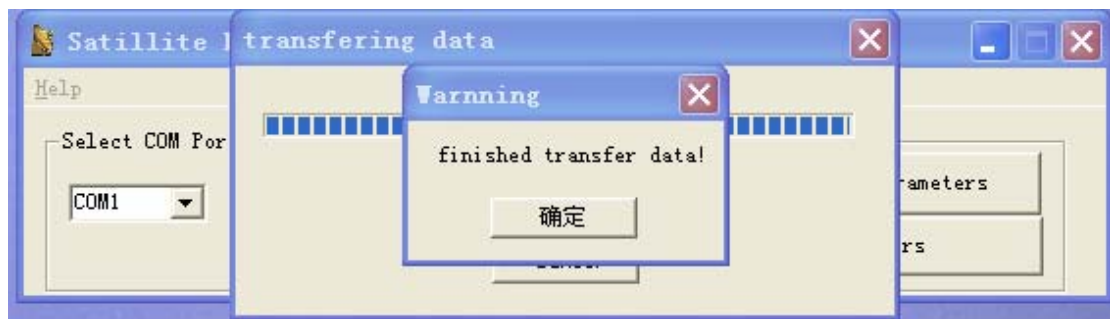 Satillite
transfering data
Help
Warnning
Select COM Por
finished transfer data!
COM1
rameters
确定
rs